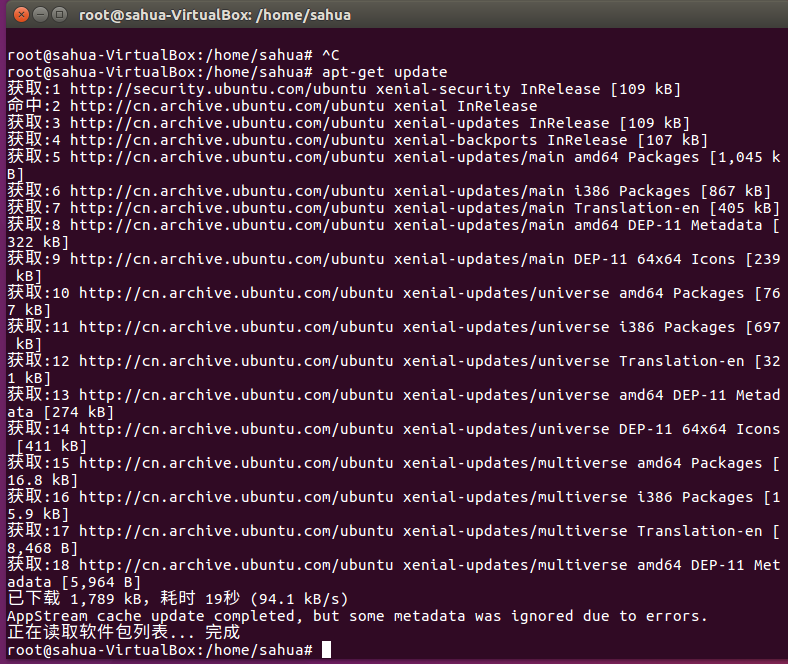 root@sahua-VirtualBox: /home/sahua
root@sahua-VirtualBox:/home/sahua# ^C
root@sahua-VirtualBox:/home/sahua# apt-get update
获取:1 http://security.ubuntu.com/ubuntu xenial-security InRelease [109 kB]
命中:2 http://cn.archive.ubuntu.com/ubuntu xenial InRelease
获取:3 http://cn.archive.ubuntu.com/ubuntu xenial-updates InRelease [109 kB]
获取:4 http://cn.archive.ubuntu.com/ubuntu xenial-backports InRelease [107 kB]
获取:5 http://cn.archive.ubuntu.com/ubuntu xenial-updates/main amd64 Packages [1,045 k
B]
获取:6 http://cn.archive.ubuntu.com/ubuntu xenial-updates/main i386 Packages [867 kB]
获取:7 http://cn.archive.ubuntu.com/ubuntu xenial-updates/main Translation-en [405 kB]
获取:8 http://cn.archive.ubuntu.com/ubuntu xenial-updates/main amd64 DEP-11 Metadata [
322 kB]
获取:9 http://cn.archive.ubuntu.com/ubuntu xenial-updates/main DEP-11 64x64 Icons [239
 kB]
获取:10 http://cn.archive.ubuntu.com/ubuntu xenial-updates/universe amd64 Packages [76
7 kB]
获取:11 http://cn.archive.ubuntu.com/ubuntu xenial-updates/universe i386 Packages [697
 kB]
获取:12 http://cn.archive.ubuntu.com/ubuntu xenial-updates/universe Translation-en [32
1 kB]
获取:13 http://cn.archive.ubuntu.com/ubuntu xenial-updates/universe amd64 DEP-11 Metad
ata [274 kB]
获取:14 http://cn.archive.ubuntu.com/ubuntu xenial-updates/universe DEP-11 64x64 Icons
 [411 kB]
获取:15 http://cn.archive.ubuntu.com/ubuntu xenial-updates/multiverse amd64 Packages [
16.8 kB]
获取:16 http://cn.archive.ubuntu.com/ubuntu xenial-updates/multiverse i386 Packages [1
5.9 kB]
获取:17 http://cn.archive.ubuntu.com/ubuntu xenial-updates/multiverse Translation-en [
8,468 B]
获取:18 http://cn.archive.ubuntu.com/ubuntu xenial-updates/multiverse amd64 DEP-11 Met
adata [5,964 B]
已下载 1,789 kB，耗时 19秒 (94.1 kB/s)
AppStream cache update completed, but some metadata was ignored due to errors.
正在读取软件包列表... 完成
root@sahua-VirtualBox:/home/sahua#